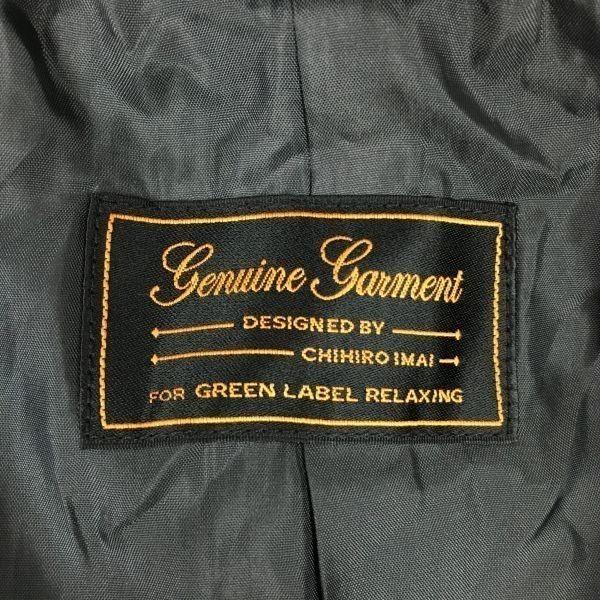 Genuine Garment
DESIGNED BY
CHIHIRO IMAI
FOR GREEN LABEL RELAXING